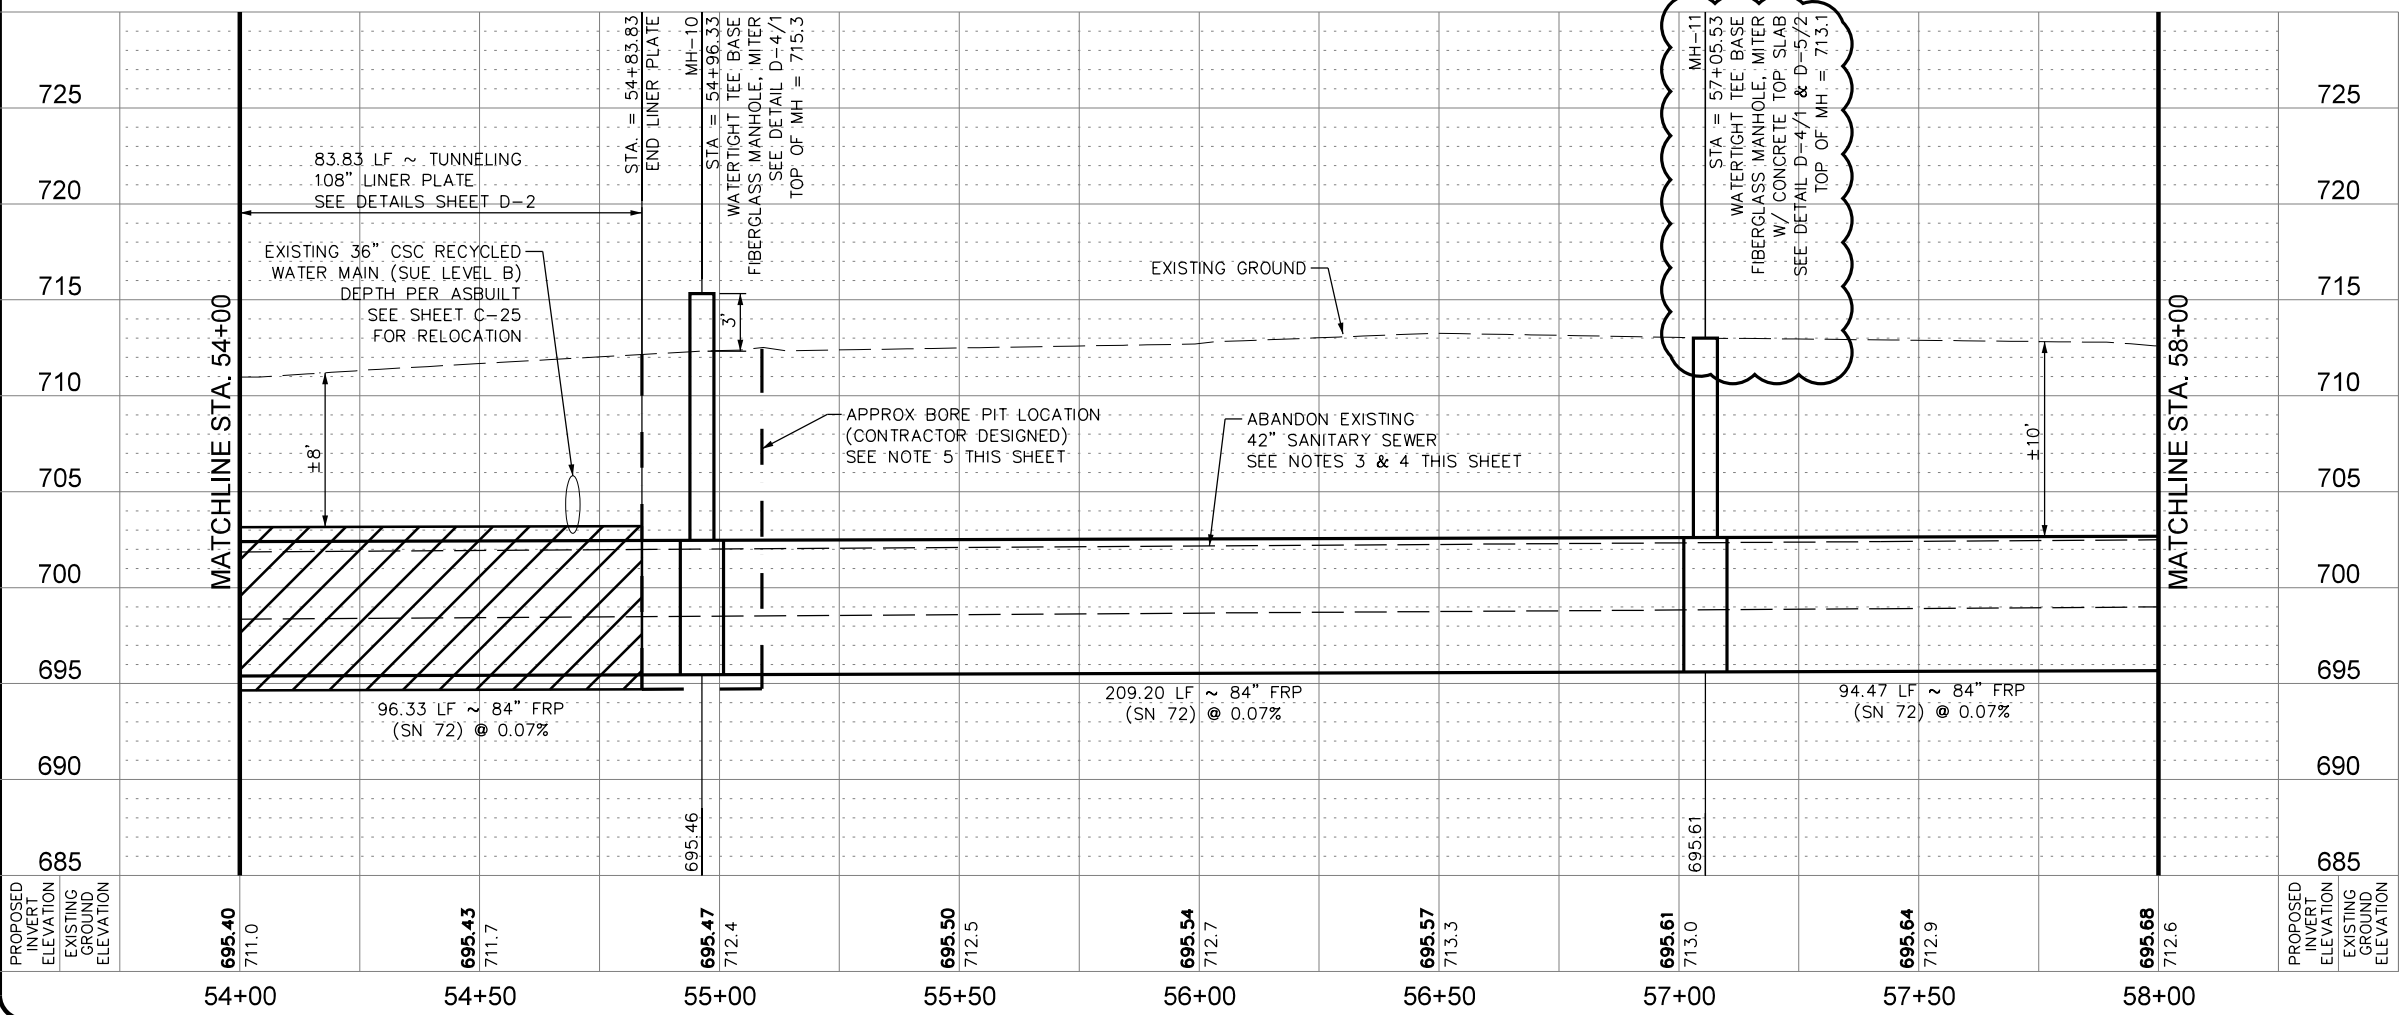 STA. = 54+83.83
END LINER PLATE
MH-10
STA = 54+96.33
WATERTIGHT TEE BASE
FIBERGLASS MANHOLE, MITER
SEE DETAIL D-4/1
TOP OF MH = 715.3
MH-11
STA = 57+05.53
WATERTIGHT TEE BASE
FIBERGLASS MANHOLE, MITER
W/ CONCRETE TOP SLAB
SEE DETAIL D-4/1 & D-5/2
TOP OF MH = 713.1
725
720
715
710
705
700
695
690
685
725
720
715
710
705
700
695
690
685
83.83 LF ~ TUNNELING
108" LINER PLATE
SEE DETAILS SHEET D-2
EXISTING 36" CSC RECYCLED
WATER MAIN (SUE LEVEL B)
DEPTH PER ASBUILT
SEE SHEET C-25
FOR RELOCATION
MATCHLINE STA. 54+00
±8'
3'
EXISTING GROUND
APPROX BORE PIT LOCATION
(CONTRACTOR DESIGNED)
SEE NOTE 5 THIS SHEET
ABANDON EXISTING
42" SANITARY SEWER
SEE NOTES 3 & 4 THIS SHEET
±10'
MATCHLINE STA. 58+00
96.33 LF ~ 84" FRP
(SN 72) @ 0.07%
209.20 LF ~ 84" FRP
(SN 72) @ 0.07%
94.47 LF ~ 84" FRP
(SN 72) @ 0.07%
695.46
695.61
PROPOSED
INVERT
ELEVATION
EXISTING
GROUND
ELEVATION
695.40
711.0
695.43
711.7
695.47
712.4
695.50
712.5
695.54
712.7
695.57
713.3
695.61
713.0
695.64
712.9
695.68
712.6
PROPOSED
INVERT
ELEVATION
EXISTING
GROUND
ELEVATION
54+00
54+50
55+00
55+50
56+00
56+50
57+00
57+50
58+00